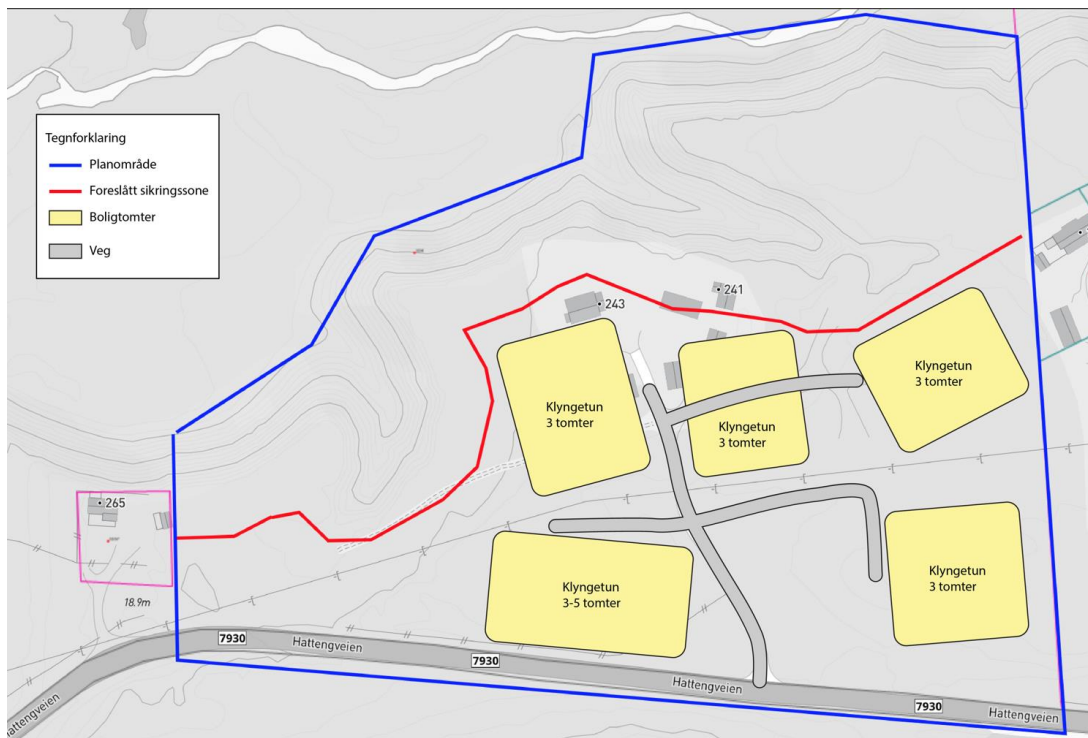 Tegnforklaring
Planområde
Foreslått sikringssone
Boligtomter
Veg
243
241
Klyngetun
3 tomter
Klyngetun
3 tomter
Klyngetun
3 tomter
265
Klyngetun
3-5 tomter
Klyngetun
3 tomter
18.9m
7930
Hattengveien
7930
Hattengveien
7930
Hattengveien
Hattengveien